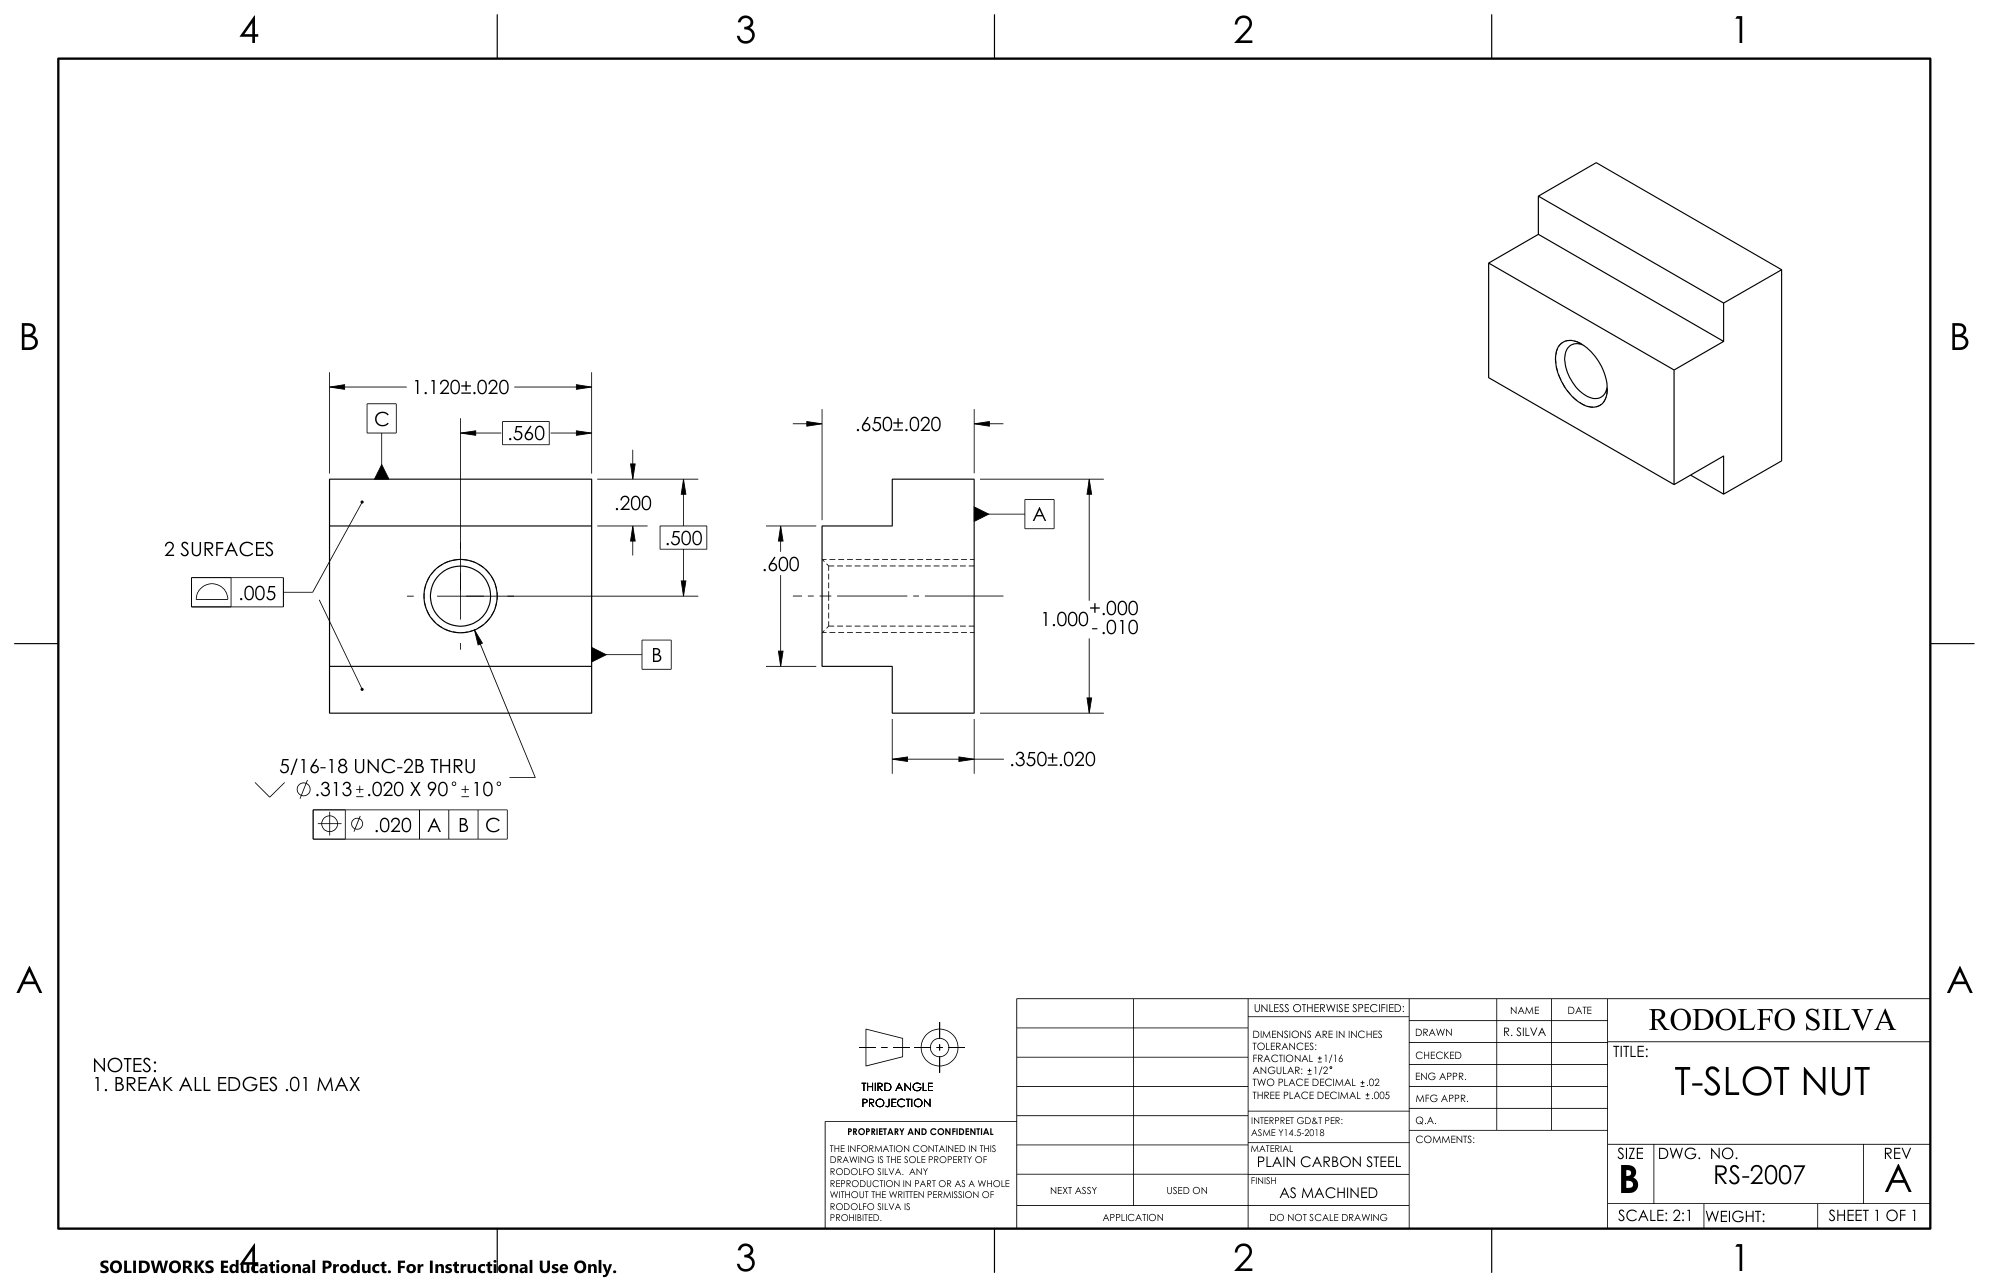 4 3 2 1
B B
A A
1.120±.020
C
.560
.200
.500
2 SURFACES
.005
B
5/16-18 UNC-2B THRU
⌀.313±.020 X 90°±10°
⌀ .020 A B C
.650±.020
A
.600
1.000 +.000
-.010
.350±.020
NOTES:
1. BREAK ALL EDGES .01 MAX
THIRD ANGLE
PROJECTION
PROPRIETARY AND CONFIDENTIAL
THE INFORMATION CONTAINED IN THIS
DRAWING IS THE SOLE PROPERTY OF
RODOLFO SILVA. ANY
REPRODUCTION IN PART OR AS A WHOLE
WITHOUT THE WRITTEN PERMISSION OF
RODOLFO SILVA IS
PROHIBITED.
NEXT ASSY
USED ON
APPLICATION
UNLESS OTHERWISE SPECIFIED:
DIMENSIONS ARE IN INCHES
TOLERANCES:
FRACTIONAL ±1/16
ANGULAR: ±1/2°
TWO PLACE DECIMAL ±.02
THREE PLACE DECIMAL ±.005
INTERPRET GD&T PER:
ASME Y14.5-2018
MATERIAL
PLAIN CARBON STEEL
FINISH
AS MACHINED
DO NOT SCALE DRAWING
NAME DATE
DRAWN R. SILVA
CHECKED
ENG APPR.
MFG APPR.
Q.A.
COMMENTS:
RODOLFO SILVA
TITLE:
T-SLOT NUT
SIZE
B
DWG. NO.
RS-2007
REV
A
SCALE: 2:1
WEIGHT:
SHEET 1 OF 1
4 3 2 1
SOLIDWORKS Educational Product. For Instructional Use Only.